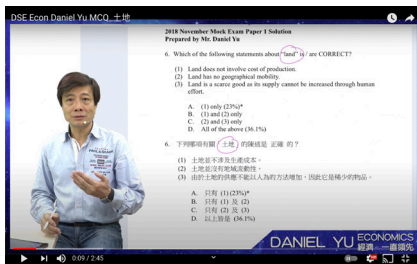 DSE Econ Daniel Yu MCQ_土地
2018 November Mock Exam Paper 1 Solution
Prepared by Mr. Daniel Yu
6. Which of the following statements about "land" is / are CORRECT?
(1) Land does not involve cost of production.
(2) Land has no geographical mobility.
(3) Land is a scarce good as its supply cannot be increased through human
effort.
A. (1) only (23%)*
B. (1) and (2) only
C. (2) and (3) only
D. All of the above (36.1%)
6. 下列哪項有關「土地」的陳述是 正確 的？
(1) 土地並不涉及生產成本。
(2) 土地並沒有地域流動性。
(3) 由於土地的供應不能以人為的方法增加，因此它是稀少的物品。
A. 只有 (1) (23%)*
B. 只有 (1) 及 (2)
C. 只有 (2) 及 (3)
D. 以上皆是 (36.1%)
DANIEL YU ECONOMICS
經濟 一直領先
0:09 / 2:45